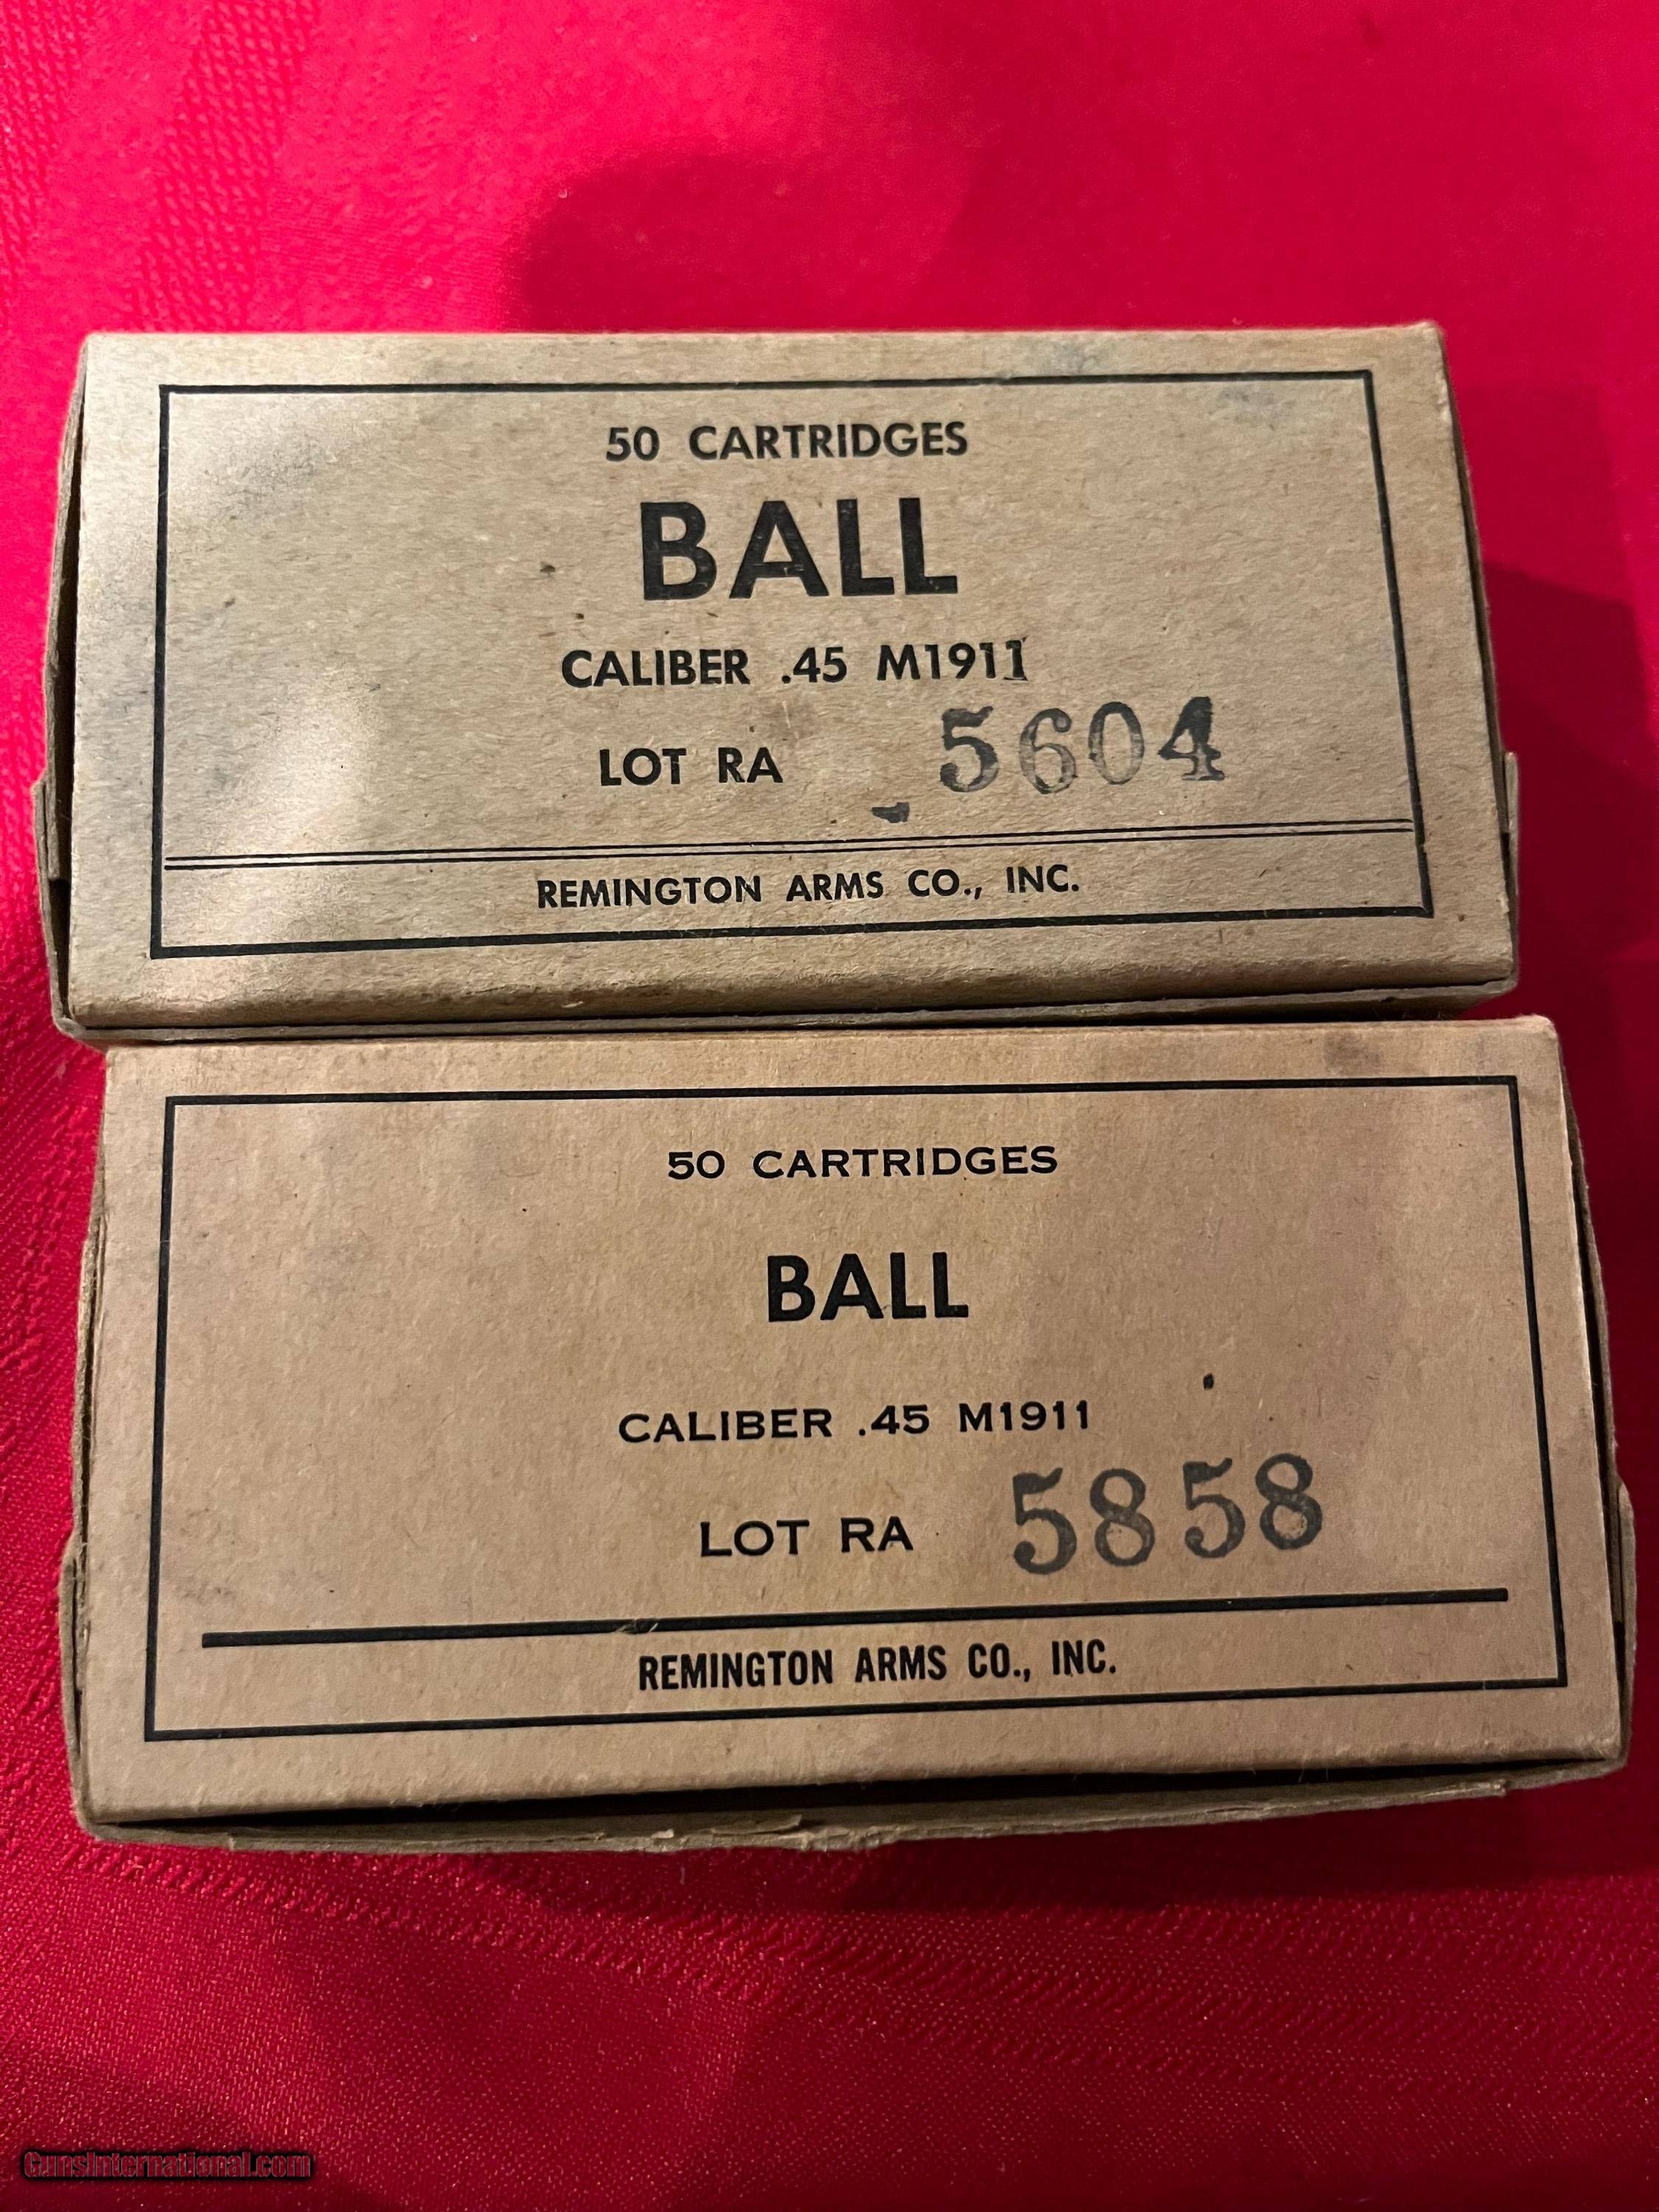 50 CARTRIDGES
BALL
CALIBER .45 M1911
LOT RA 5604
REMINGTON ARMS CO., INC.
50 CARTRIDGES
BALL
CALIBER .45 M1911
LOT RA 5858
REMINGTON ARMS CO., INC.
GunsInternational.com